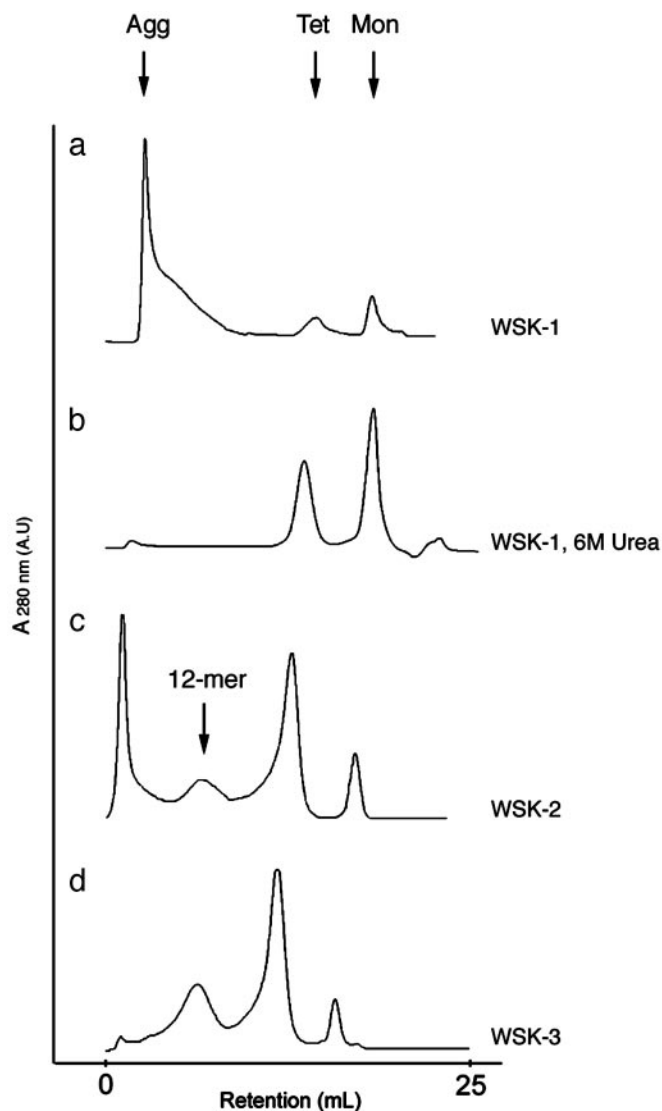 Agg Tet Mon
a
WSK-1
b
WSK-1, 6M Urea
c
12-mer
WSK-2
d
WSK-3
A 280 nm (A.U)
0 25
Retention (mL)